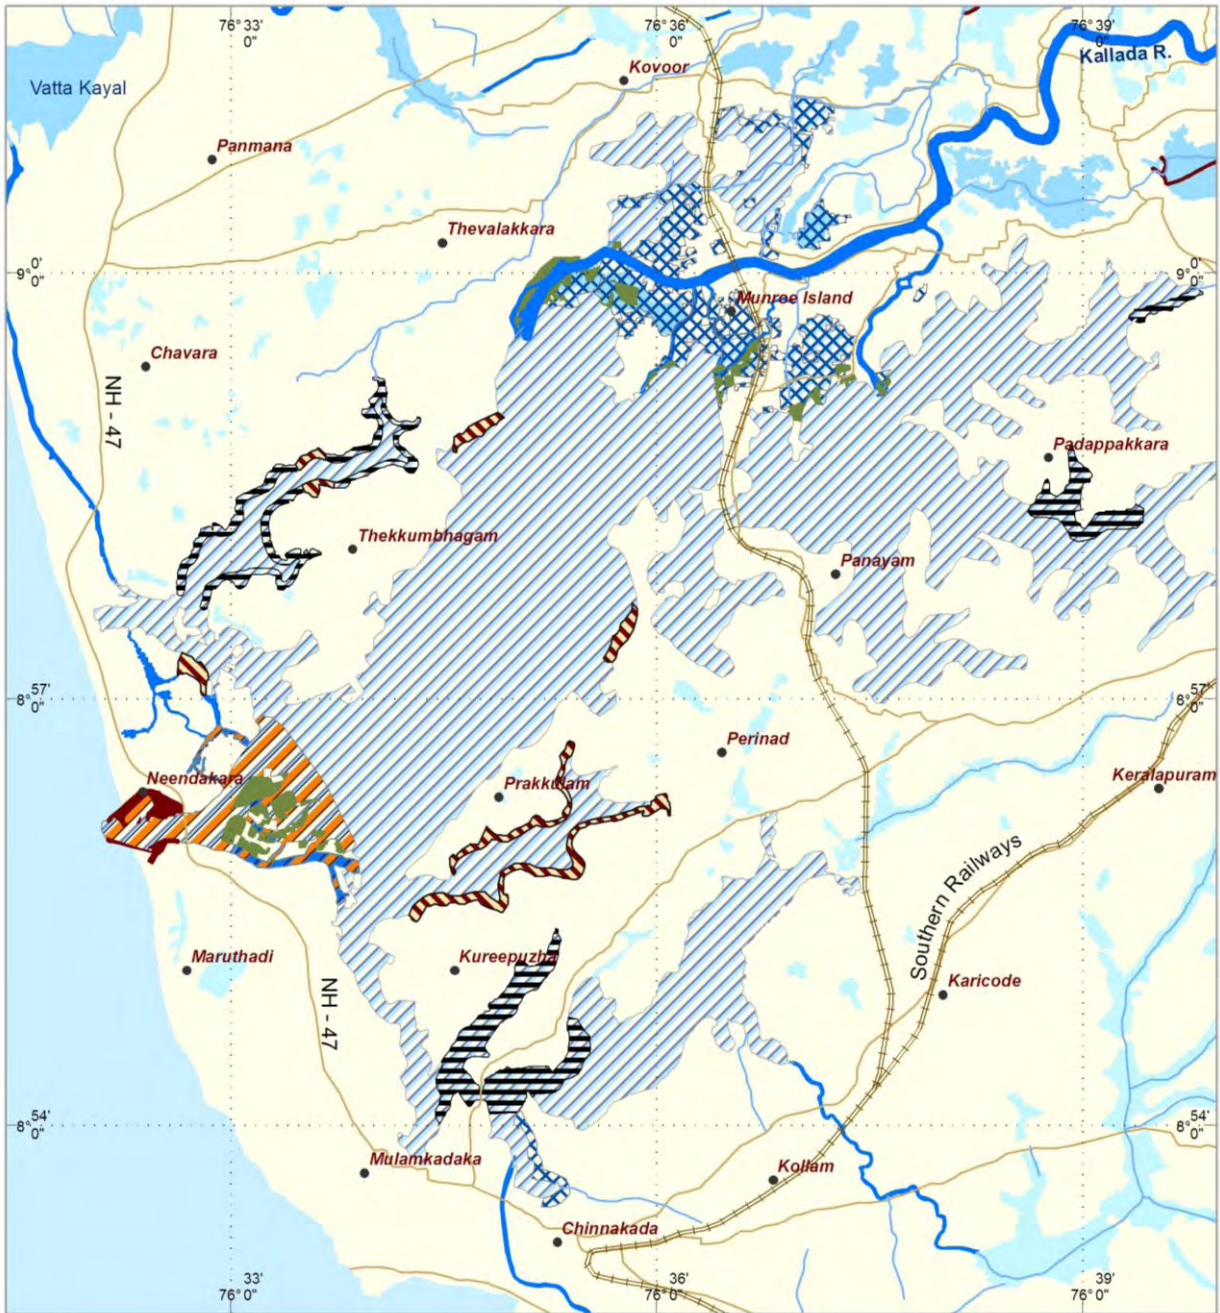 76° 33'
0"
76° 36'
0"
76° 39'
0"
Kallada R.
Kovoor
Vatta Kayal
Panmana
Thevalakkara
9° 0'
0"
9° 0'
0"
Munroe Island
Chavara
NH - 47
Padappakkara
Thekkumbhagam
Panayam
8° 57'
0"
8° 57'
0"
Perinad
Neendakara
Prakkulam
Keralapuram
Southern Railways
Maruthadi
Kureepuzha
Karicode
NH - 47
8° 54'
0"
8° 54'
0"
Mulamkadaka
Kollam
Chinnakada
33'
76° 0"
36'
76° 0"
39'
76° 0"